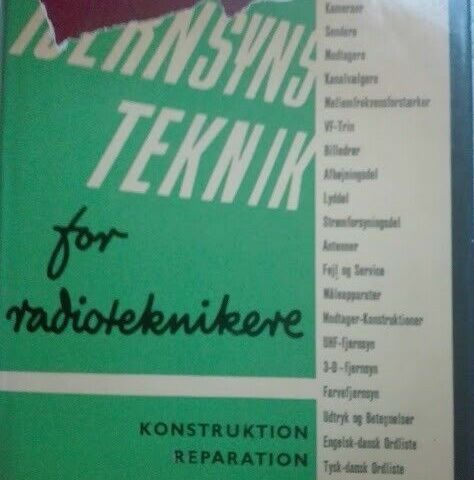 FJERNSYNS
TEKNIK
for
radioteknikere
KONSTRUKTION
REPARATION
Kameraer
Sendere
Modtagere
Kanalvælgere
Mellemfrekvensforstærker
VF-Trin
Billedrør
Afbøjningsdel
Lyddel
Strømforsyningsdel
Antenner
Fejl og Service
Måleapparater
Modtager-Konstruktioner
UHF-fjernsyn
3-D-fjernsyn
Farvefjernsyn
Udtryk og Betegnelser
Engelsk-dansk Ordliste
Tysk-dansk Ordliste